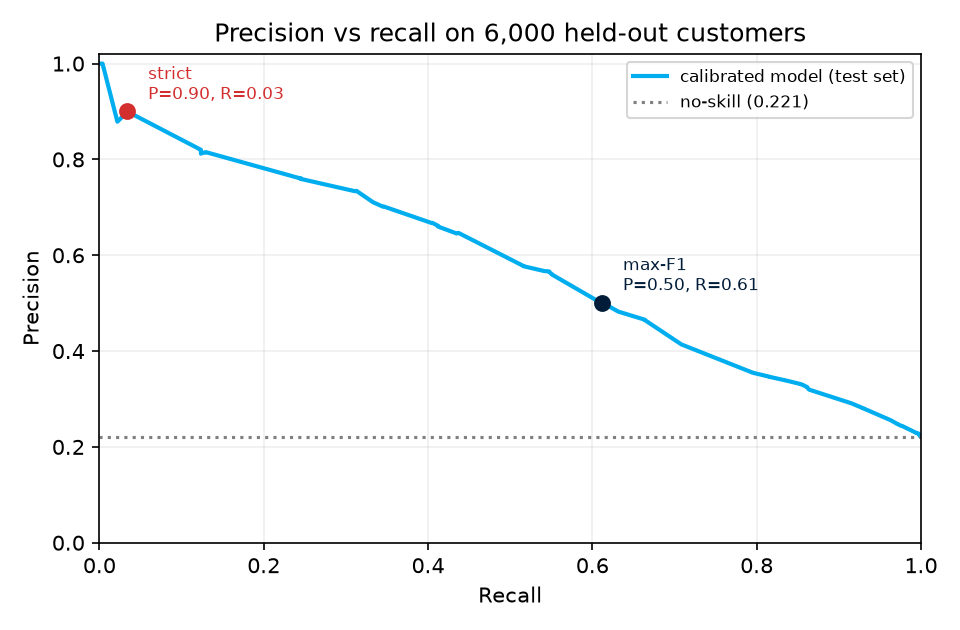 Precision vs recall on 6,000 held-out customers
1.0
0.8
0.6
0.4
0.2
0.0
Precision
strict
P=0.90, R=0.03
calibrated model (test set)
no-skill (0.221)
max-F1
P=0.50, R=0.61
0.0 0.2 0.4 0.6 0.8 1.0
Recall